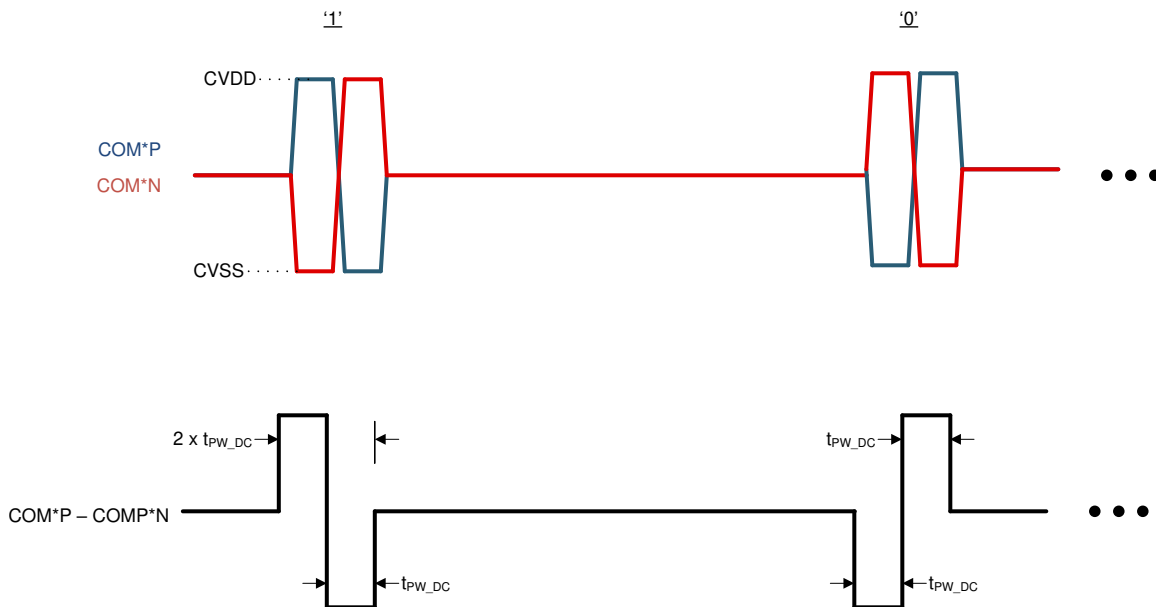 '1'
'0'
CVDD
COM*P
COM*N
CVSS
2 x tPW_DC
tPW_DC
COM*P – COMP*N
tPW_DC
tPW_DC